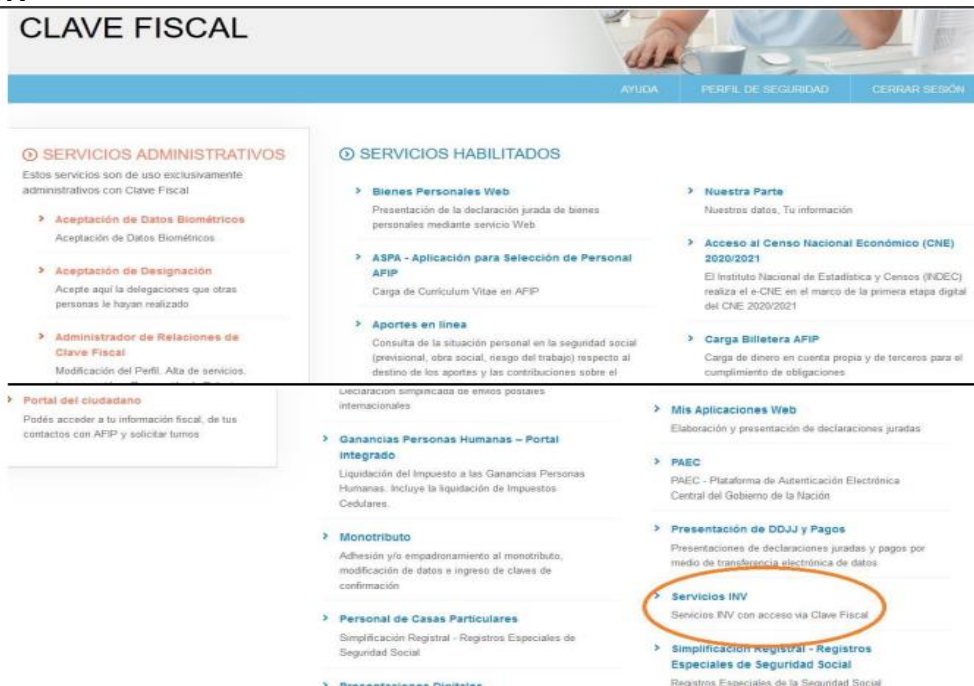 CLAVE FISCAL
AYUDA PERFIL DE SEGURIDAD CERRAR SESIÓN
SERVICIOS ADMINISTRATIVOS
Estos servicios son de uso exclusivamente
administrativos con Clave Fiscal
Aceptación de Datos Biométricos
Aceptación de Datos Biométricos
Aceptación de Designación
Acepte aquí la delegaciones que otras
personas le hayan realizado
Administrador de Relaciones de
Clave Fiscal
Modificación del Perfil. Alta de servicios.
SERVICIOS HABILITADOS
Bienes Personales Web
Presentación de la declaración jurada de bienes
personales mediante servicio Web
ASPA - Aplicación para Selección de Personal
AFIP
Carga de Curriculum Vitae en AFIP
Aportes en linea
Consulta de la situación personal en la seguridad social
(previsional, obra social, riesgo del trabajo) respecto al
destino de los aportes y las contribuciones sobre el
Nuestra Parte
Nuestros datos, Tu información
Acceso al Censo Nacional Económico (CNE)
2020/2021
El Instituto Nacional de Estadística y Censos (INDEC)
realiza el e-CNE en el marco de la primera etapa digital
del CNE 2020/2021
Carga Billetera AFIP
Carga de dinero en cuenta propia y de terceros para el
cumplimiento de obligaciones
Portal del ciudadano
Podés acceder a tu información fiscal, de tus
contactos con AFIP y solicitar turnos
Declaración simplificada de envíos postales
internacionales
Ganancias Personas Humanas – Portal
Integrado
Liquidación del Impuesto a las Ganancias Personas
Humanas. Incluye la liquidación de Impuestos
Cedulares.
Monotributo
Adhesión y/o empadronamiento al monotributo,
modificación de datos e ingreso de claves de
confirmación
Personal de Casas Particulares
Simplificación Registral - Registros Especiales de
Seguridad Social
Presentaciones Digitales
Mis Aplicaciones Web
Elaboración y presentación de declaraciones juradas
PAEC
PAEC - Plataforma de Autenticación Electrónica
Central del Gobierno de la Nación
Presentación de DDJJ y Pagos
Presentaciones de declaraciones juradas y pagos por
medio de transferencia electrónica de datos
Servicios INV
Servicios INV con acceso via Clave Fiscal
Simplificación Registral - Registros
Especiales de Seguridad Social
Registros Especiales de la Seguridad Social